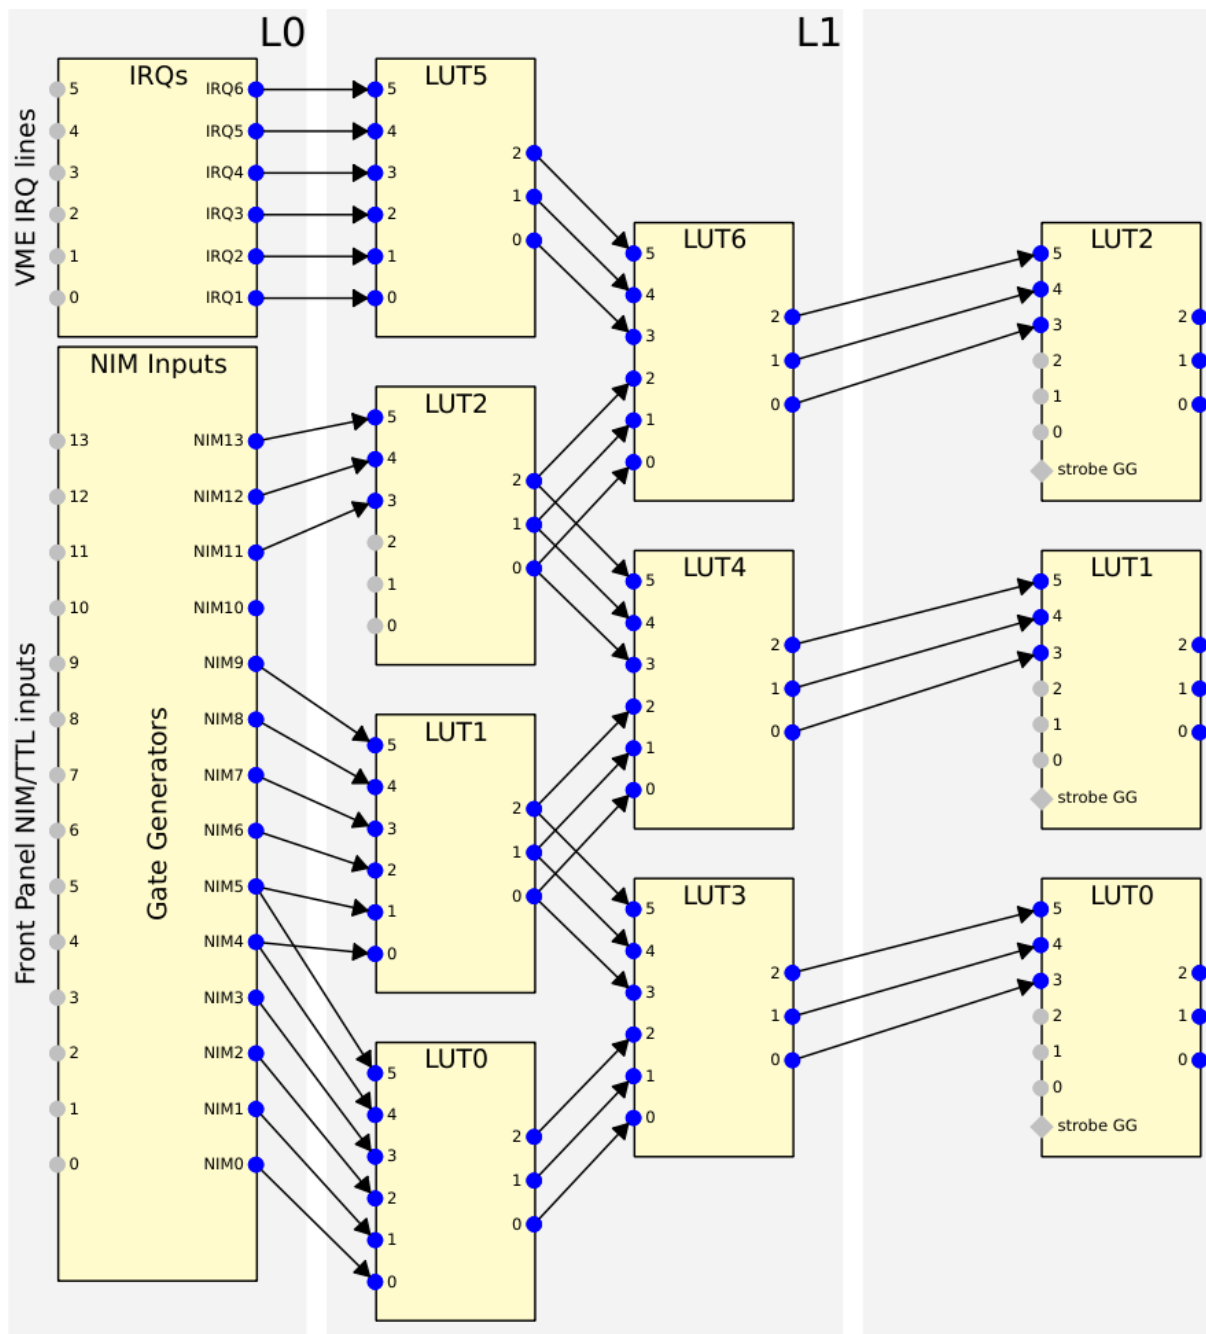 L0
L1
VME IRQ lines
IRQs
5
4
3
2
1
0
IRQ6
IRQ5
IRQ4
IRQ3
IRQ2
IRQ1
Front Panel NIM/TTL inputs
NIM Inputs
Gate Generators
13
12
11
10
9
8
7
6
5
4
3
2
1
0
NIM13
NIM12
NIM11
NIM10
NIM9
NIM8
NIM7
NIM6
NIM5
NIM4
NIM3
NIM2
NIM1
NIM0
LUT5
5
4
3
2
1
0
2
1
0
LUT2
5
4
3
2
1
0
2
1
0
LUT1
5
4
3
2
1
0
2
1
0
LUT0
5
4
3
2
1
0
2
1
0
LUT6
5
4
3
2
1
0
2
1
0
LUT4
5
4
3
2
1
0
2
1
0
LUT3
5
4
3
2
1
0
2
1
0
LUT2
5
4
3
2
1
0
strobe GG
2
1
0
LUT1
5
4
3
2
1
0
strobe GG
2
1
0
LUT0
5
4
3
2
1
0
strobe GG
2
1
0